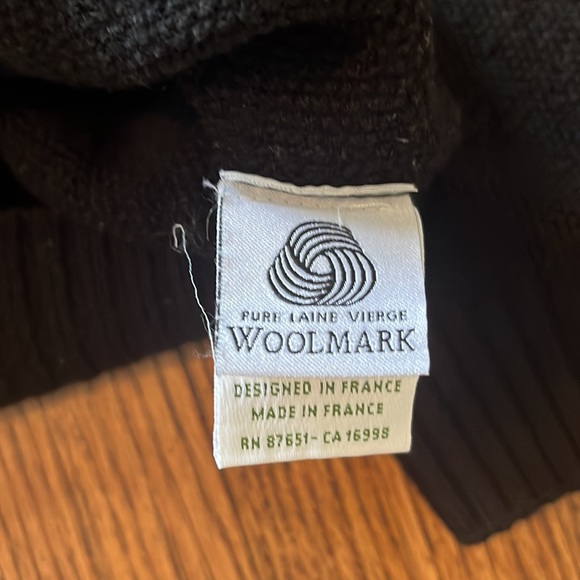 PURE LAINE VIERGE
WOOLMARK
DESIGNED IN FRANCE
MADE IN FRANCE
RN 87651- CA 16998